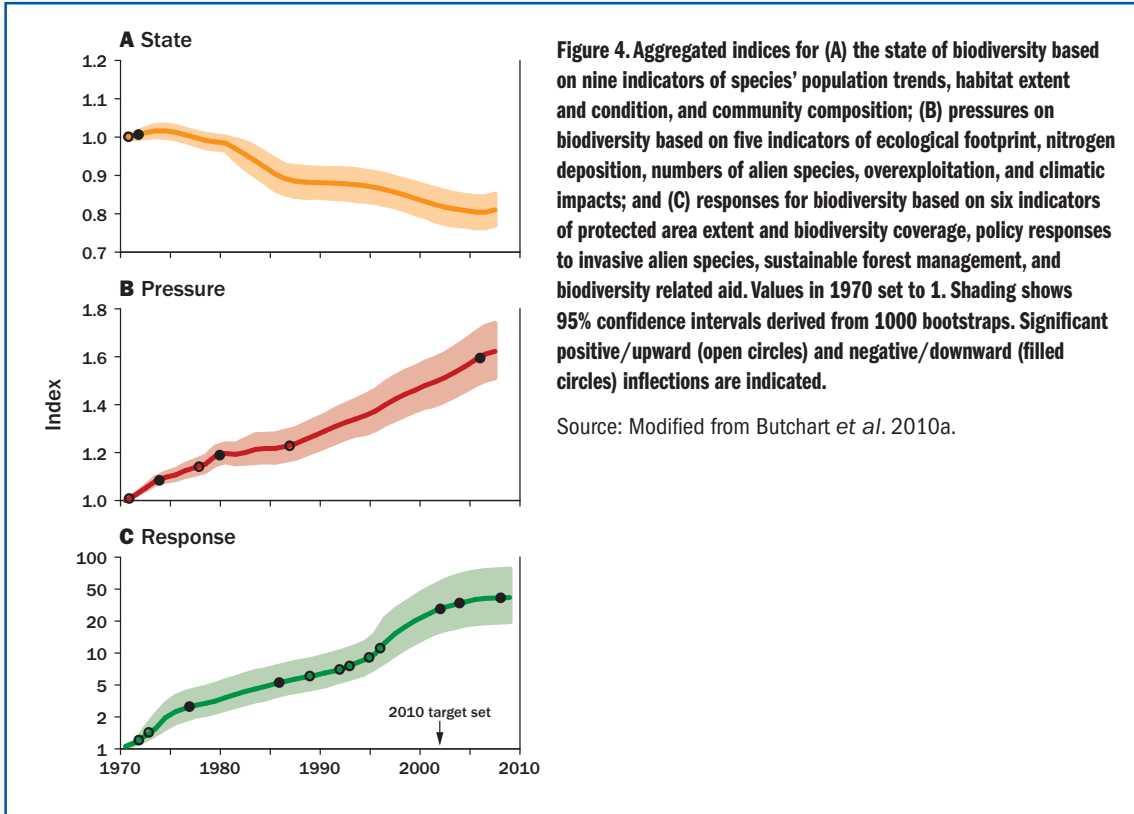 A State
1.2
1.1
1.0
0.9
0.8
0.7
B Pressure
1.8
1.6
1.4
1.2
1.0
Index
C Response
100
50
20
10
5
2
1
2010 target set
1970
1980
1990
2000
2010
Figure 4. Aggregated indices for (A) the state of biodiversity based
on nine indicators of species’ population trends, habitat extent
and condition, and community composition; (B) pressures on
biodiversity based on five indicators of ecological footprint, nitrogen
deposition, numbers of alien species, overexploitation, and climatic
impacts; and (C) responses for biodiversity based on six indicators
of protected area extent and biodiversity coverage, policy responses
to invasive alien species, sustainable forest management, and
biodiversity related aid. Values in 1970 set to 1. Shading shows
95% confidence intervals derived from 1000 bootstraps. Significant
positive/upward (open circles) and negative/downward (filled
circles) inflections are indicated.
Source: Modified from Butchart et al. 2010a.